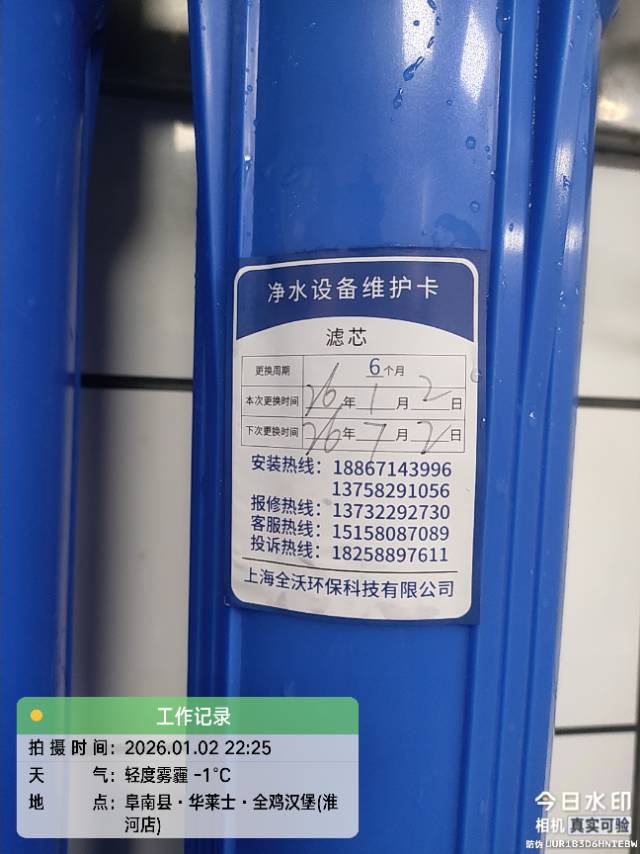 净水设备维护卡
滤芯
更换周期 6个月
本次更换时间 26年1月2日
下次更换时间 26年7月2日
安装热线：18867143996
13758291056
报修热线：13732292730
客服热线：15158087089
投诉热线：18258897611
上海全沃环保科技有限公司
工作记录
拍摄时间：2026.01.02 22:25
天气：轻度雾霾 -1℃
地点：阜南县·华莱士·全鸡汉堡(淮
河店)
今日水印
相机 真实可验
防伪 UUR1B3D6HNIEBW